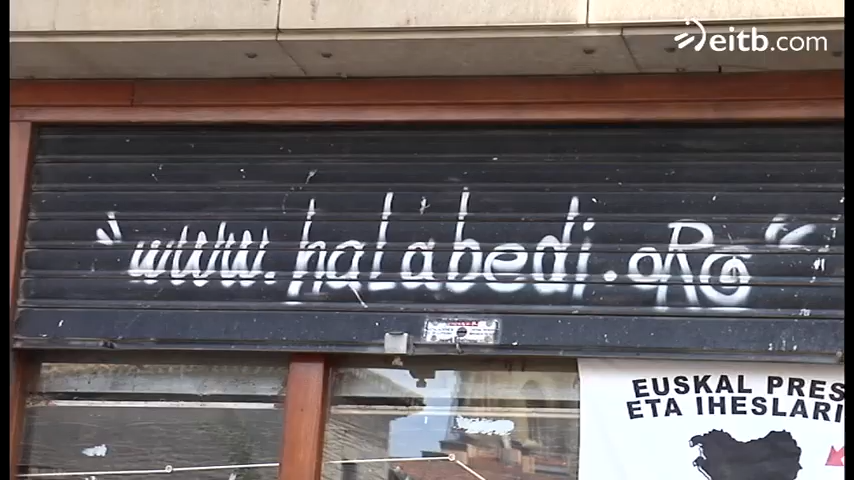 eitb.com
"www.halabedi.oRG"
EUSKAL PRES
ETA IHESLARI